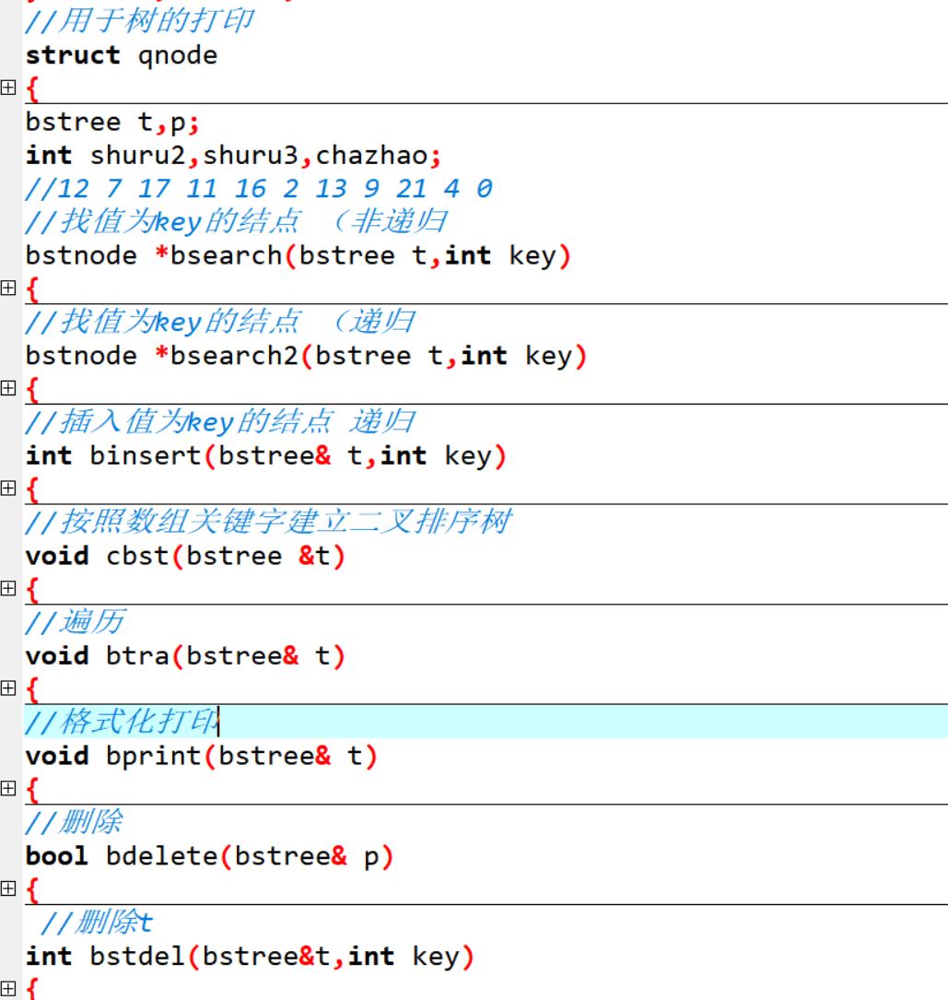 //用于树的打印
struct qnode
{
bstree t,p;
int shuru2,shuru3,chazhao;
//12 7 17 11 16 2 13 9 21 4 0
//找值为key的结点 （非递归
bstnode *bsearch(bstree t,int key)
{
//找值为key的结点 （递归
bstnode *bsearch2(bstree t,int key)
{
//插入值为key的结点 递归
int binsert(bstree& t,int key)
{
//按照数组关键字建立二叉排序树
void cbst(bstree &t)
{
//遍历
void btra(bstree& t)
{
//格式化打印
void bprint(bstree& t)
{
//删除
bool bdelete(bstree& p)
{
//删除t
int bstdel(bstree&t,int key)
{